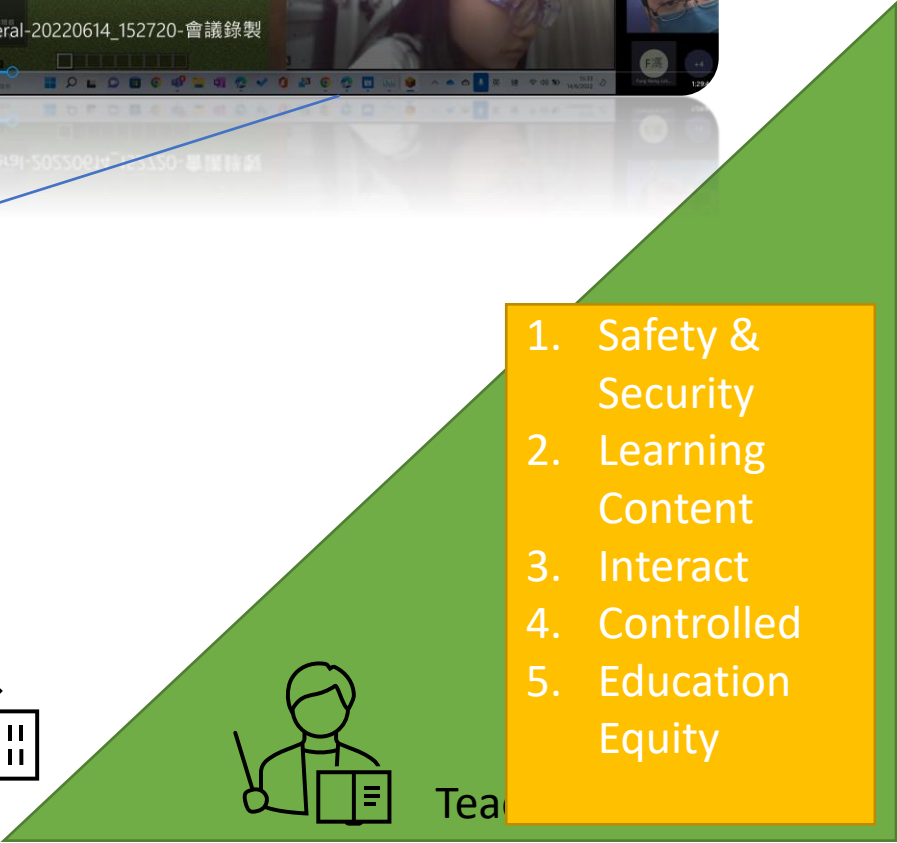 eral-20220614_152720-會議錄製
1. Safety &
Security
2. Learning
Content
3. Interact
4. Controlled
5. Education
Equity
Tea